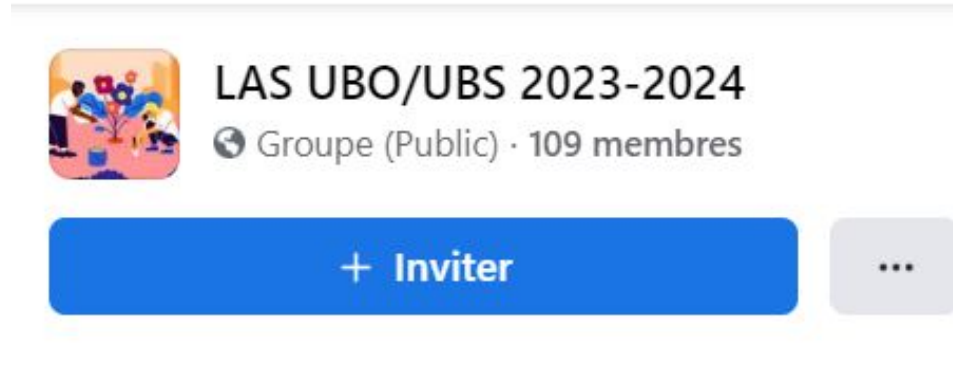 LAS UBO/UBS 2023-2024
Groupe (Public) · 109 membres
+ Inviter
...